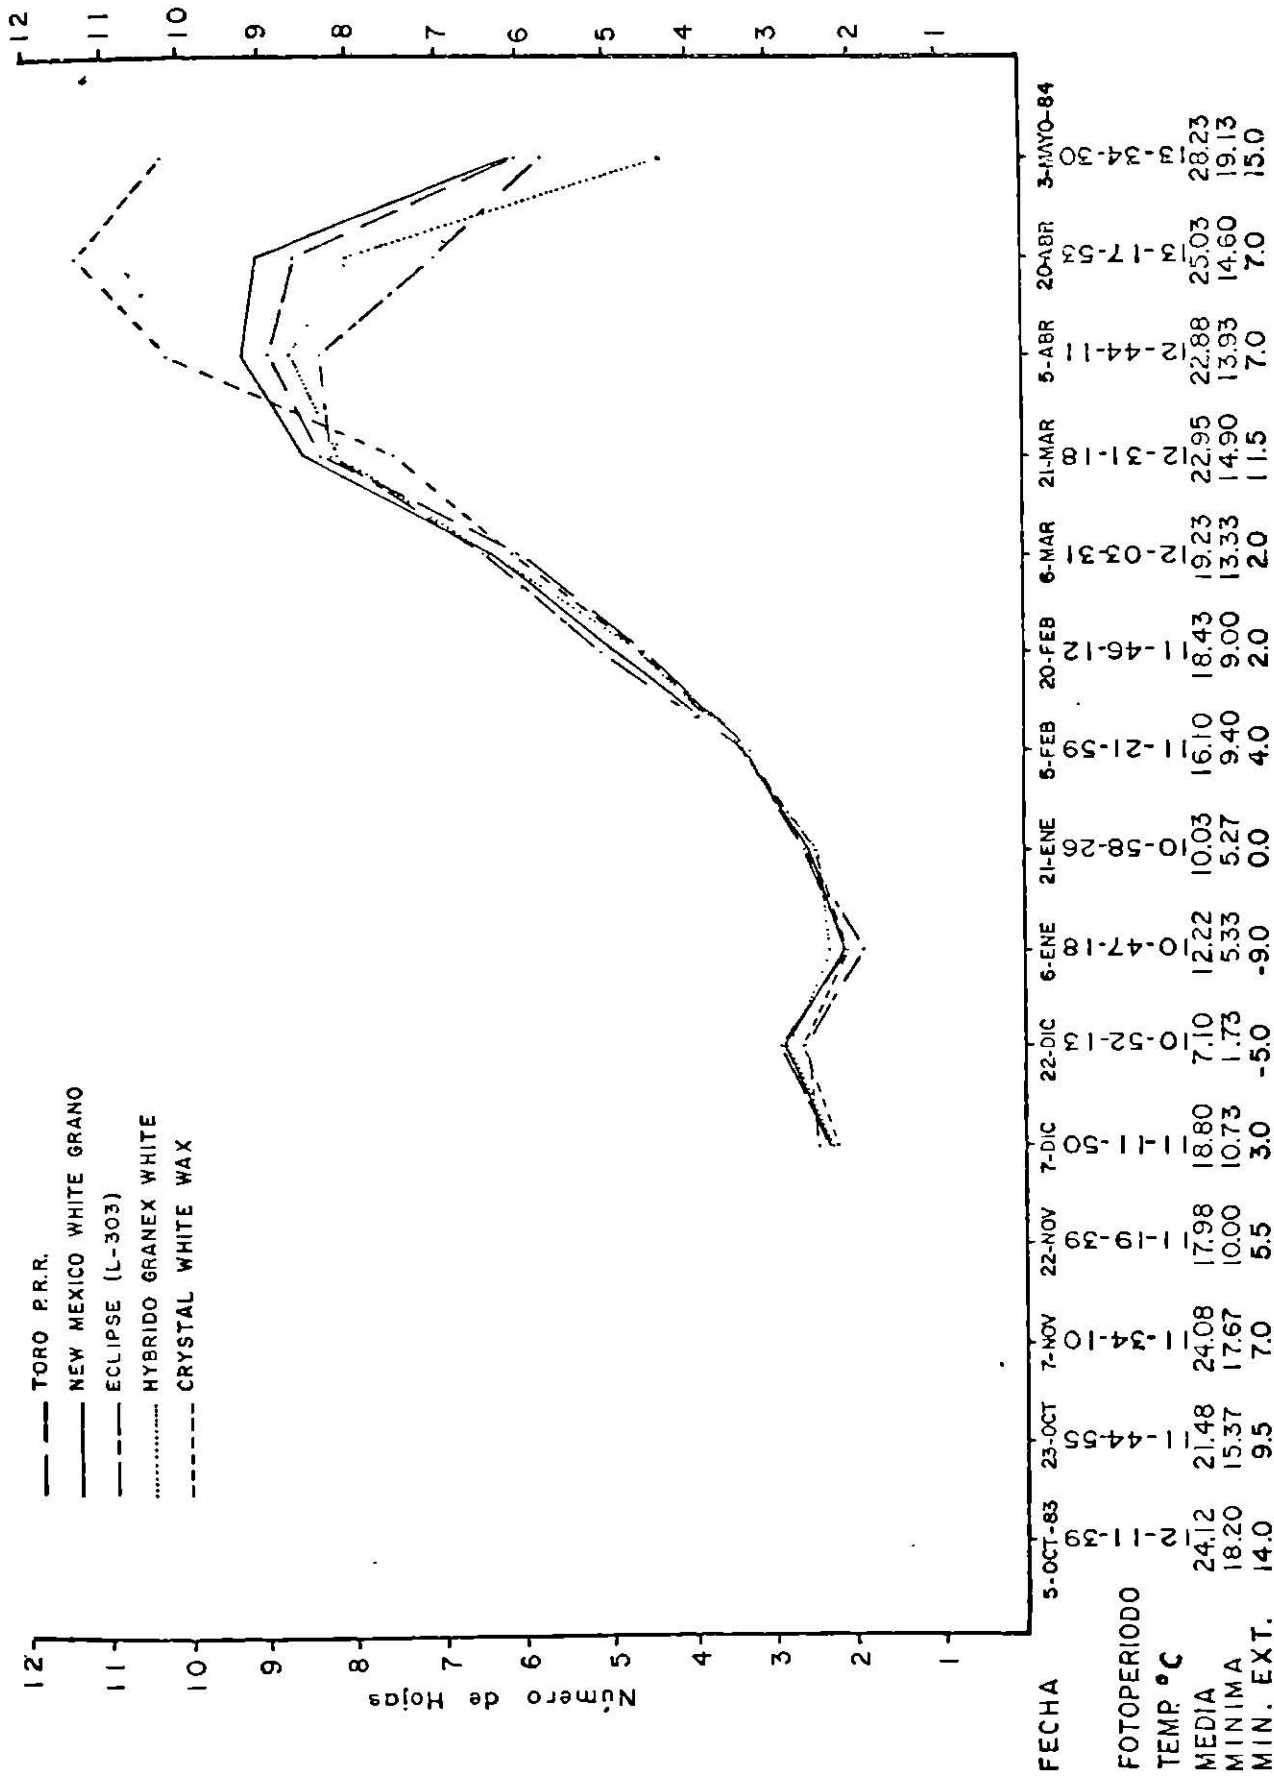 12
11
10
9
8
7
6
5
4
3
2
1
Número de Hojas
12
11
10
9
8
7
6
5
4
3
2
1
TORO P.R.R.
NEW MEXICO WHITE GRANO
ECLIPSE (L-303)
HYBRIDO GRANEX WHITE
CRYSTAL WHITE WAX
FECHA 5-OCT-83 23-OCT 7-NOV 22-NOV 7-DIC 22-DIC 6-ENE 21-ENE 5-FEB 20-FEB 6-MAR 21-MAR 5-ABR 20-ABR 3-MAYO-84
FOTOPERIODO 12-11-39 11-44-55 11-34-10 11-19-39 11-11-50 10-52-13 10-47-18 10-58-26 11-21-59 11-46-12 12-03-31 12-31-18 12-44-11 13-17-53 13-34-30
TEMP. °C
MEDIA 24.12 21.48 24.08 17.98 18.80 7.10 12.22 10.03 16.10 18.43 19.23 22.95 22.88 25.03 28.23
MINIMA 18.20 15.37 17.67 10.00 10.73 1.73 5.33 5.27 9.40 9.00 13.33 14.90 13.93 14.60 19.13
MIN. EXT. 14.0 9.5 7.0 5.5 3.0 -5.0 -9.0 0.0 4.0 2.0 2.0 11.5 7.0 7.0 15.0